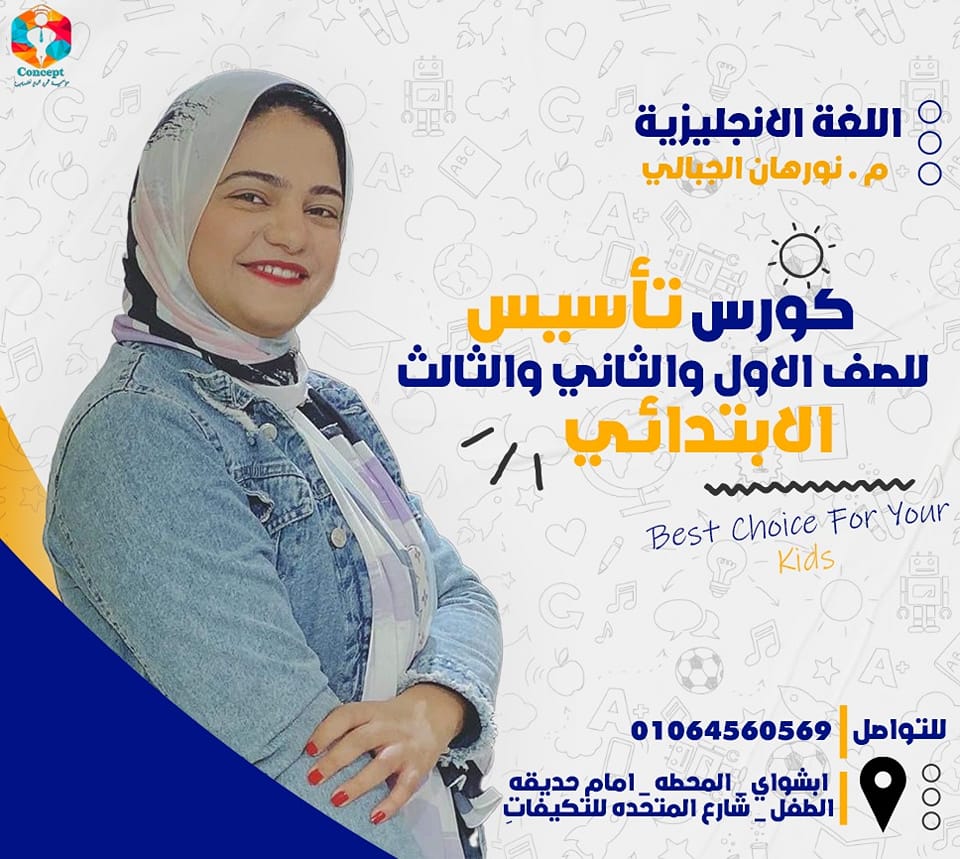 Concept
اللغة الانجليزية
م . نورهان الجبالي
كورس تأسيس
للصف الاول والثاني والثالث
الابتدائي
Best Choice For Your
Kids
للتواصل 01064560569
ابشواي _ المحطه _ امام حديقه
الطفل _ شارع المتحده للتكيفات